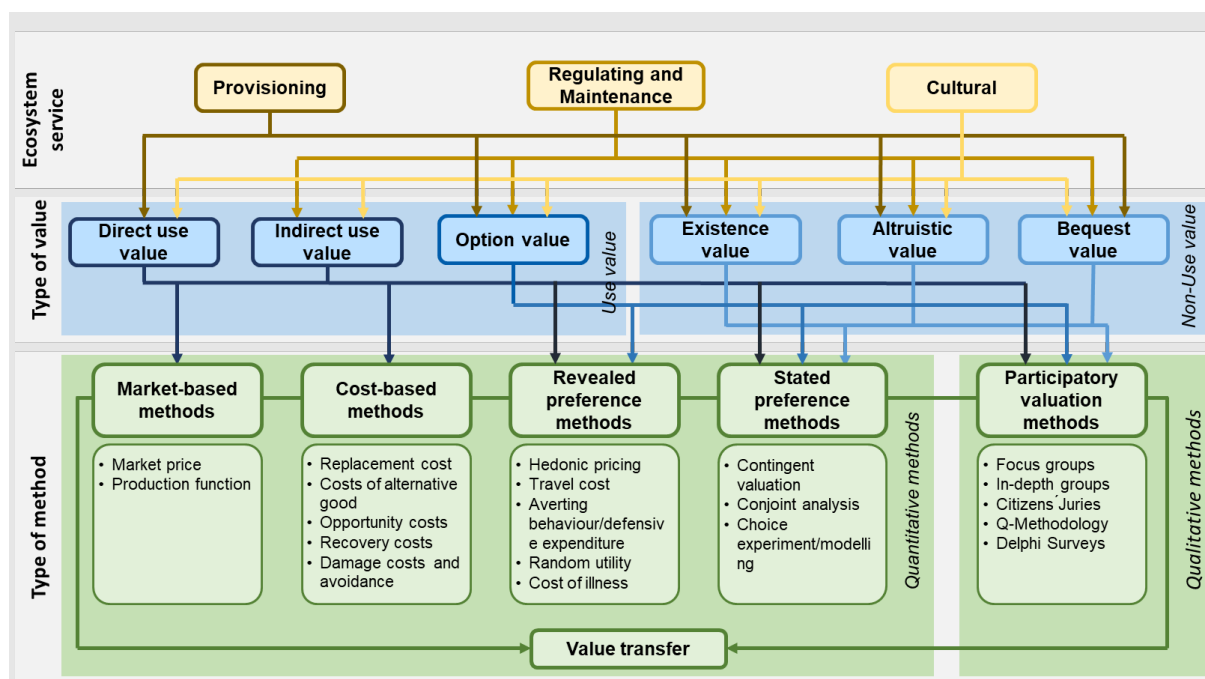 Ecosystem
service
Provisioning
Regulating and
Maintenance
Cultural
Type of value
Direct use
value
Indirect use
value
Option value
Use value
Existence
value
Altruistic
value
Bequest
value
Non-Use value
Type of method
Market-based
methods
Cost-based
methods
Revealed
preference
methods
Stated
preference
methods
Participatory
valuation
methods
• Market price
• Production function
• Replacement cost
• Costs of alternative
good
• Opportunity costs
• Recovery costs
• Damage costs and
avoidance
• Hedonic pricing
• Travel cost
• Averting
behaviour/defensiv
e expenditure
• Random utility
• Cost of illness
• Contingent
valuation
• Conjoint analysis
• Choice
experiment/modelli
ng
Quantitative methods
• Focus groups
• In-depth groups
• Citizens´Juries
• Q-Methodology
• Delphi Surveys
Qualitative methods
Value transfer